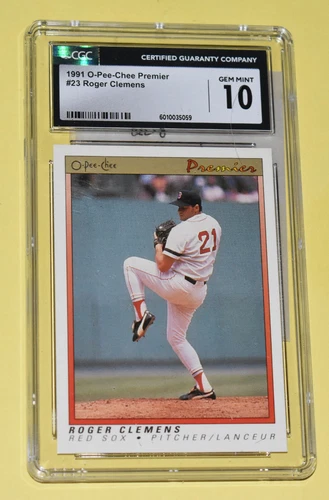 CGC
CERTIFIED GUARANTY COMPANY
1991 O-Pee-Chee Premier
#23 Roger Clemens
GEM MINT
10
6010035059
O-Pee-Chee
Premier
21
ROGER CLEMENS
RED SOX • PITCHER/LANCEUR